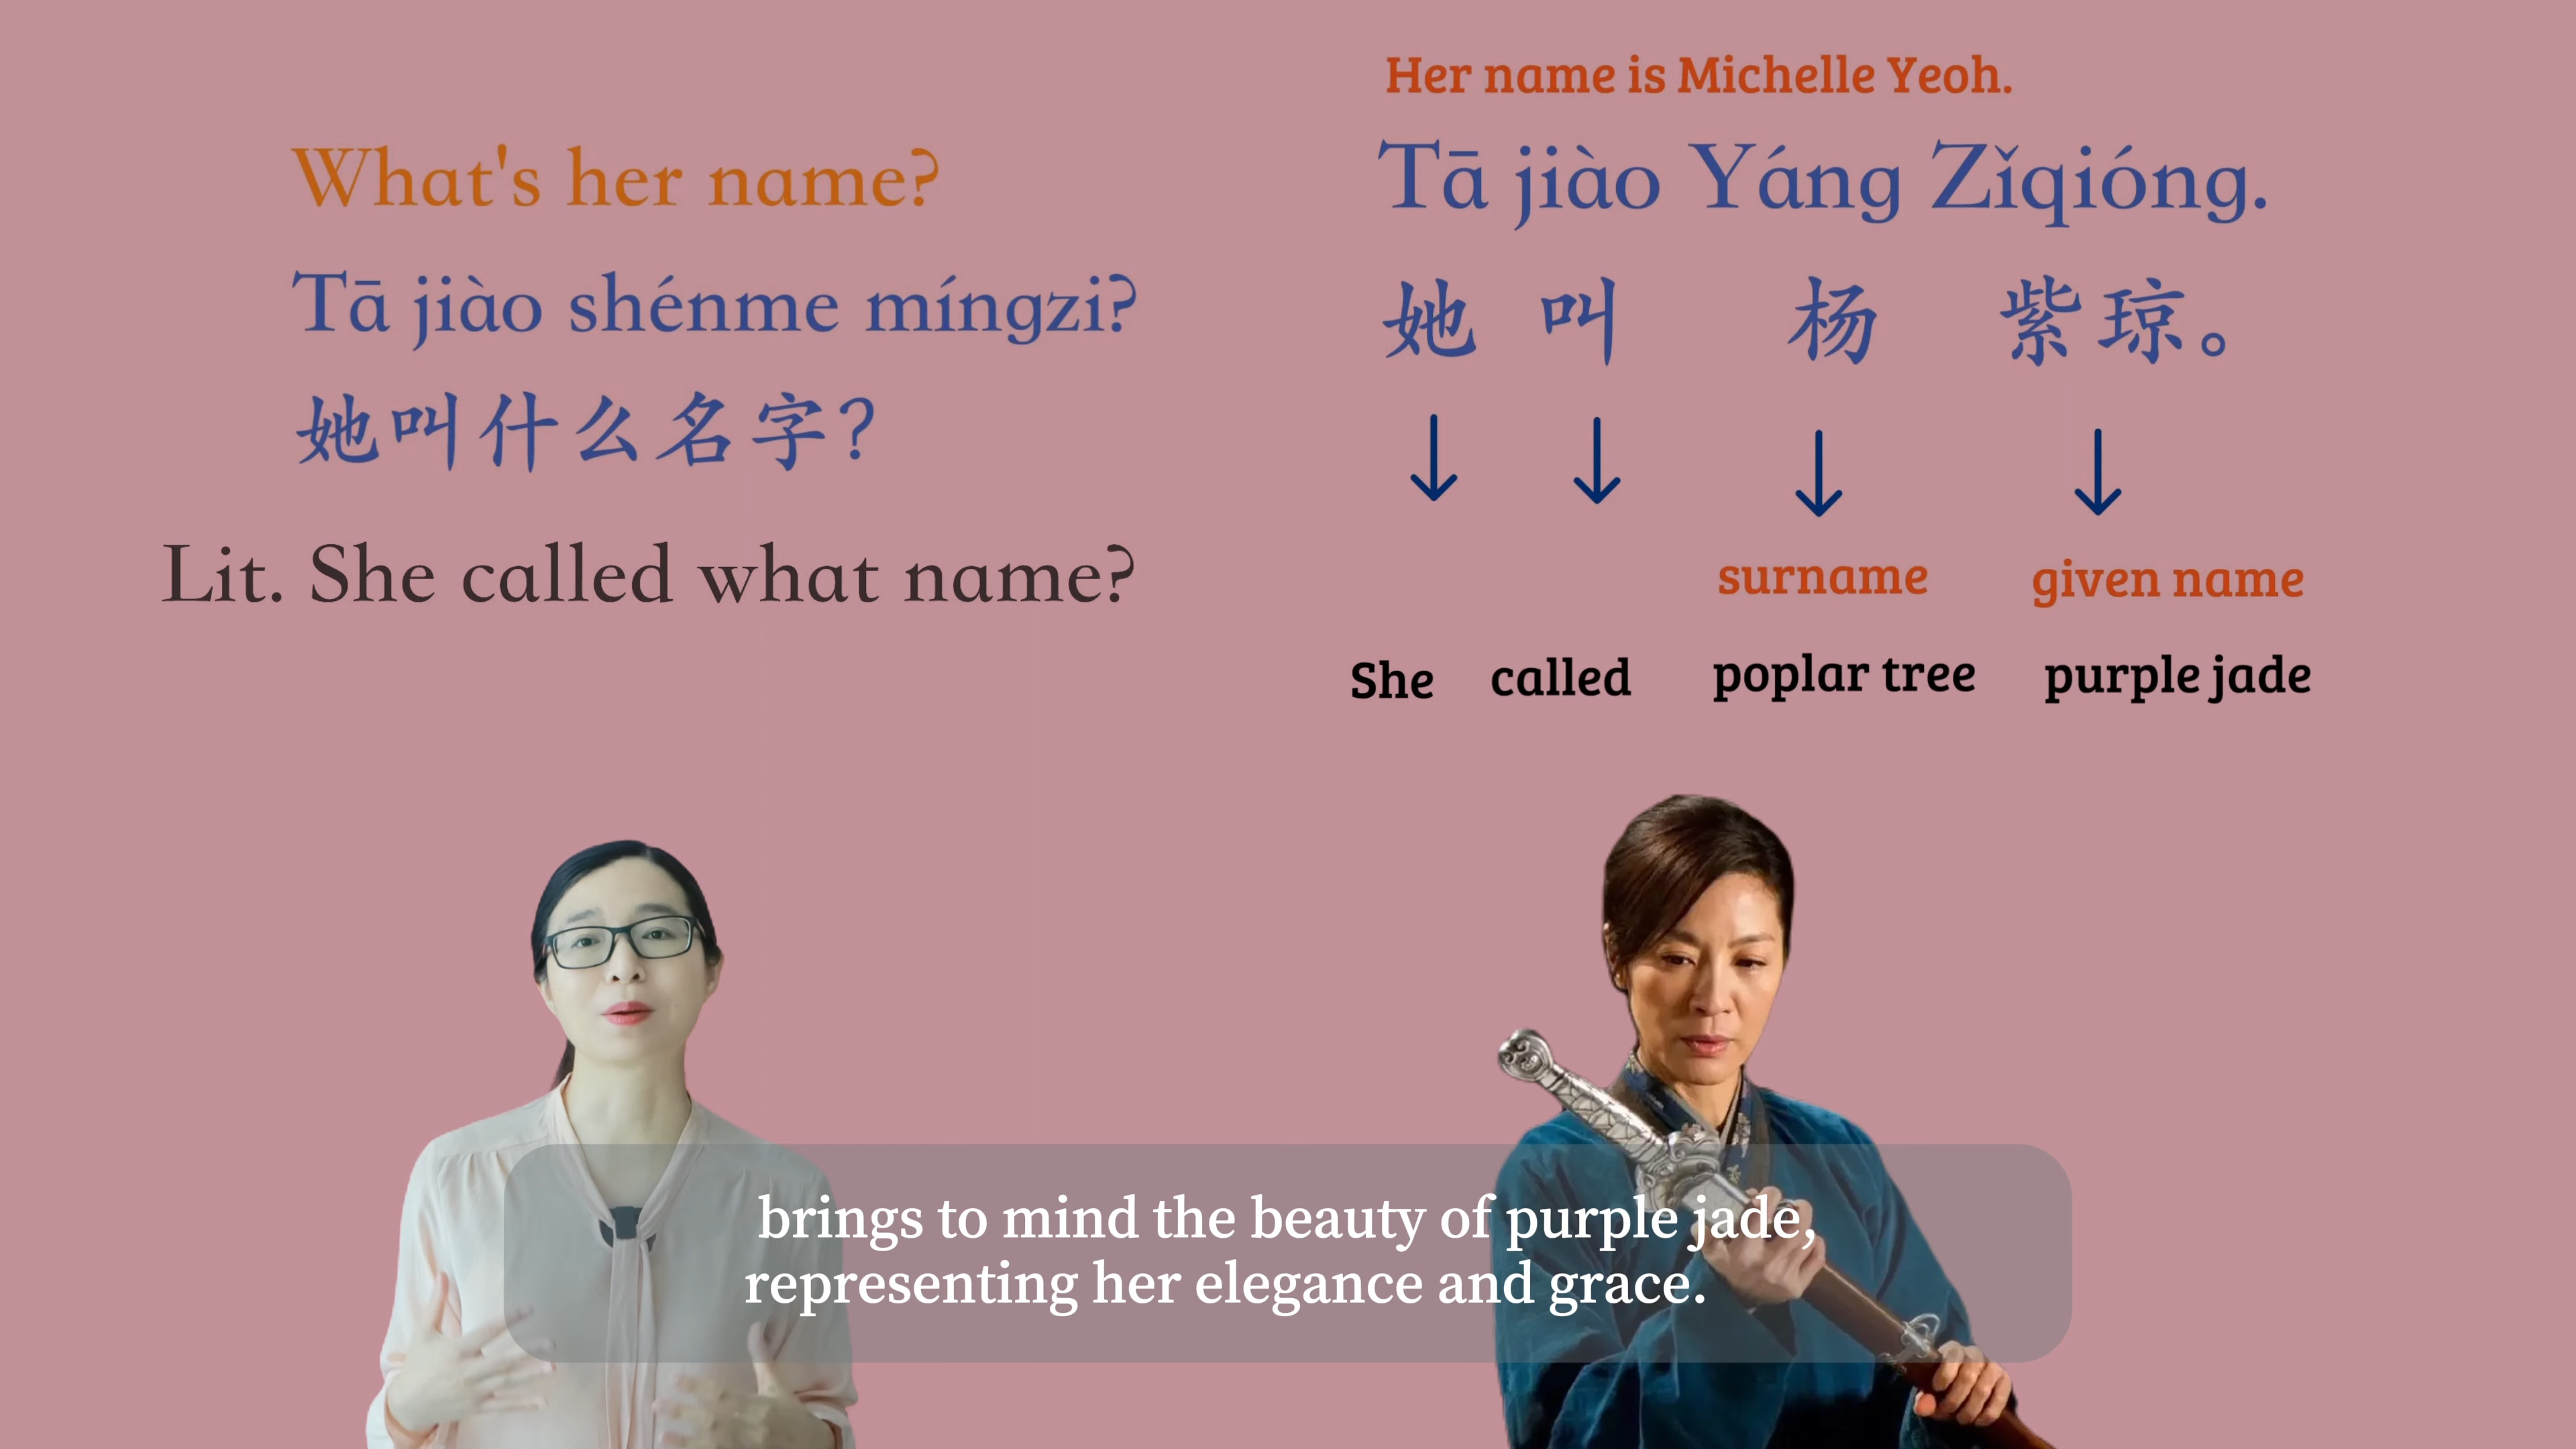 What's her name?
Tā jiào shénme míngzi?
她叫什么名字？
Lit. She called what name?
Her name is Michelle Yeoh.
Tā jiào Yáng Zǐqióng.
她 叫 杨 紫琼。
surname given name
She called poplar tree purple jade
brings to mind the beauty of purple jade,
representing her elegance and grace.